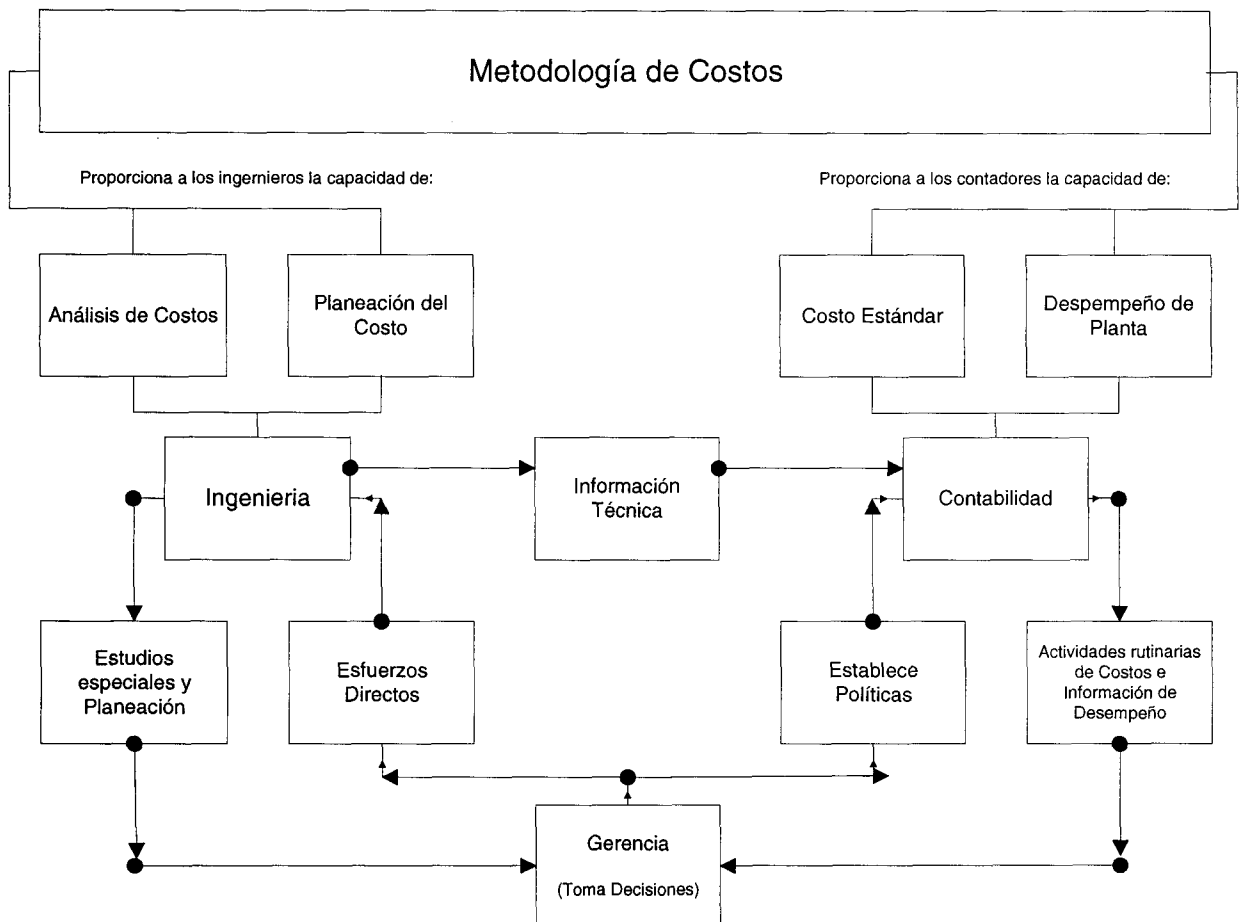 Metodología de Costos
Proporciona a los ingernieros la capacidad de:
Proporciona a los contadores la capacidad de:
Análisis de Costos
Planeación del
Costo
Costo Estándar
Despempeño de
Planta
Ingenieria
Información
Técnica
Contabilidad
Estudios
especiales y
Planeación
Esfuerzos
Directos
Establece
Políticas
Actividades rutinarias
de Costos e
Información de
Desempeño
Gerencia
(Toma Decisiones)